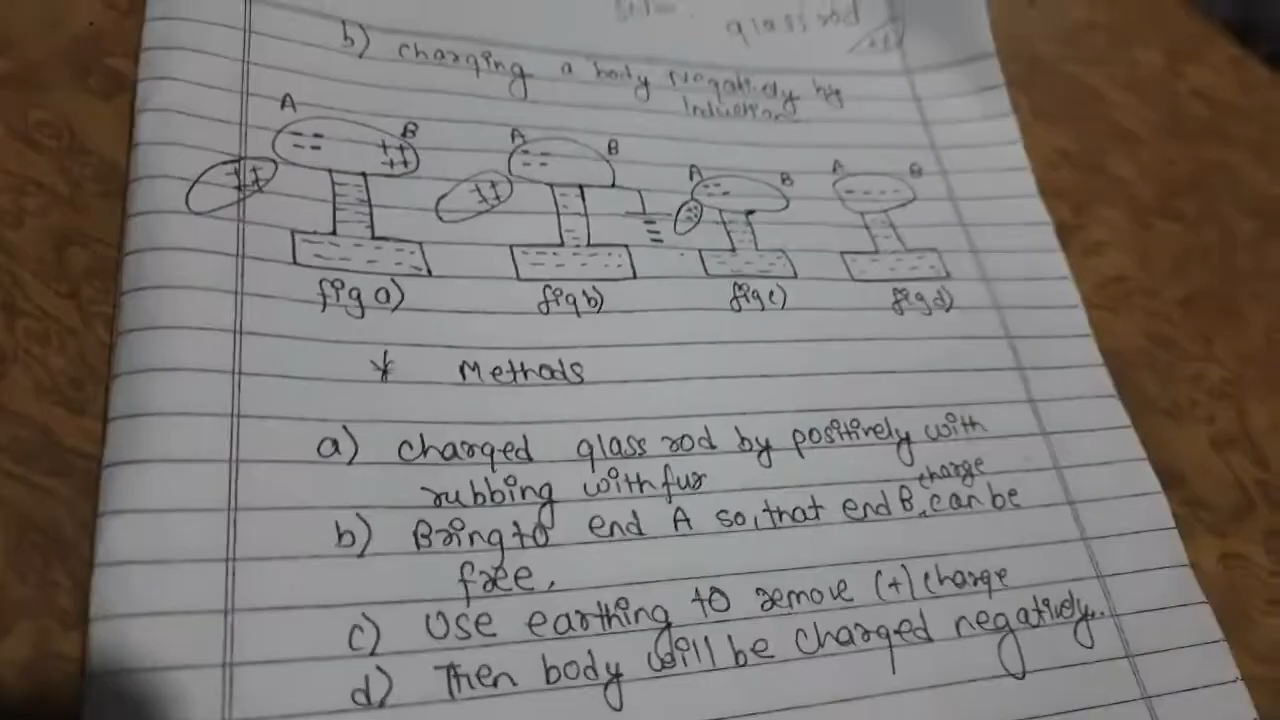 glass rod
b) charging a body Negatively by
Induction
A B A B A B A B
fig a) fig b) fig c) fig d)
* Methods
a) charged glass rod by positively with
rubbing with fur
b) Bring to end A so, that end B charge can be
free.
c) Use earthing to remove (+) charge
d) Then body will be charged negatively.